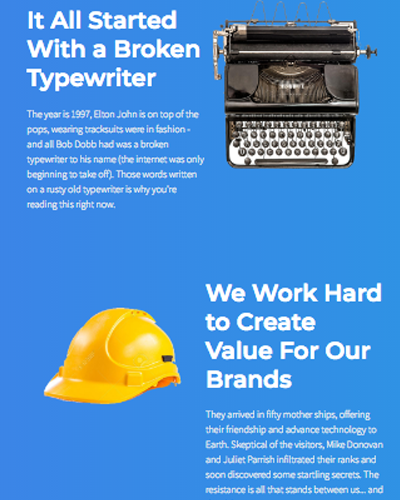 It All Started
With a Broken
Typewriter
The year is 1997, Elton John is on top of the
pops, wearing tracksuits were in fashion -
and all Bob Dobb had was a broken
typewriter to his name (the internet was only
beginning to take off). Those words written
on a rusty old typewriter is why you're
reading this right now.
We Work Hard
to Create
Value For Our
Brands
They arrived in fifty mother ships, offering
their friendship and advance technology to
Earth. Skeptical of the visitors, Mike Donovan
and Juliet Parrish infiltrated their ranks and
soon discovered some startling secrets. The
resistance is all that stands between us... and